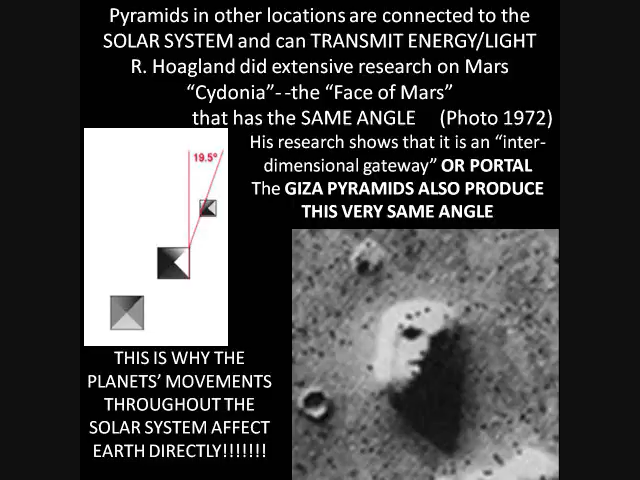 Pyramids in other locations are connected to the
SOLAR SYSTEM and can TRANSMIT ENERGY/LIGHT
R. Hoagland did extensive research on Mars
“Cydonia”- -the “Face of Mars”
that has the SAME ANGLE (Photo 1972)
His research shows that it is an “inter-
dimensional gateway” OR PORTAL
The GIZA PYRAMIDS ALSO PRODUCE
THIS VERY SAME ANGLE
19.5°
THIS IS WHY THE
PLANETS’ MOVEMENTS
THROUGHOUT THE
SOLAR SYSTEM AFFECT
EARTH DIRECTLY!!!!!!!